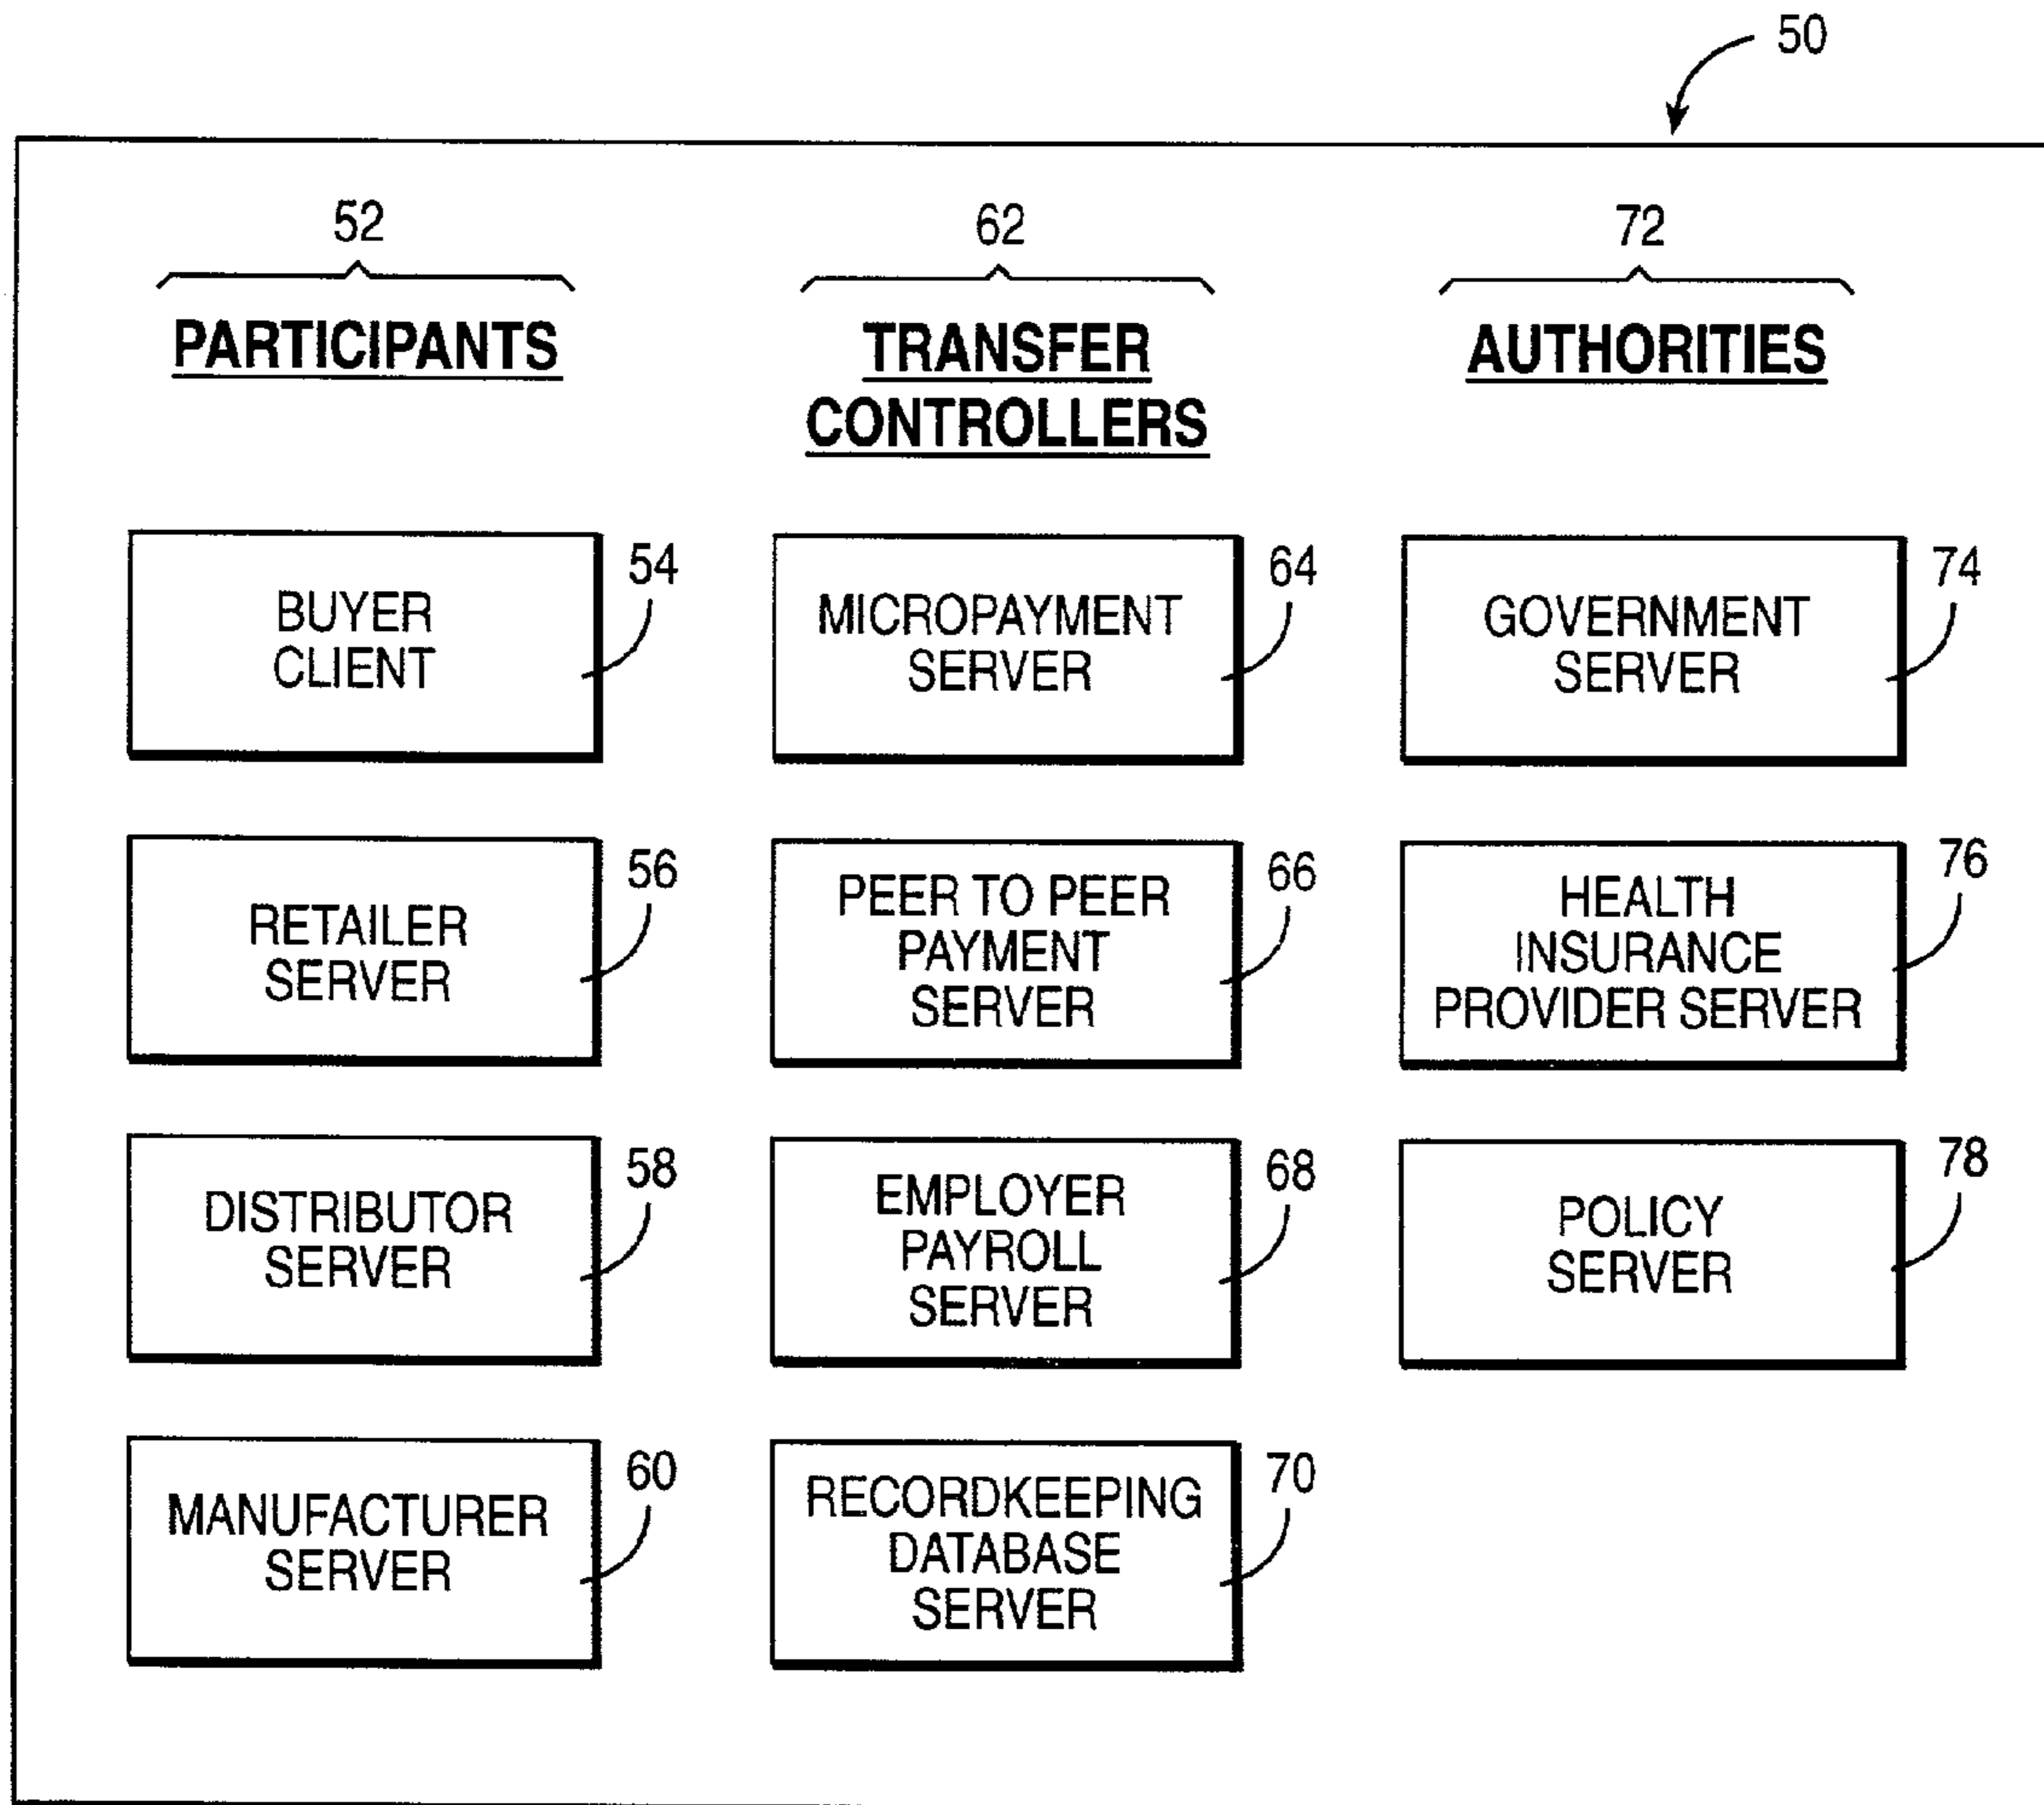 50
52
62
72
PARTICIPANTS
TRANSFER
CONTROLLERS
AUTHORITIES
BUYER
CLIENT
54
MICROPAYMENT
SERVER
64
GOVERNMENT
SERVER
74
RETAILER
SERVER
56
PEER TO PEER
PAYMENT
SERVER
66
HEALTH
INSURANCE
PROVIDER SERVER
76
DISTRIBUTOR
SERVER
58
EMPLOYER
PAYROLL
SERVER
68
POLICY
SERVER
78
MANUFACTURER
SERVER
60
RECORDKEEPING
DATABASE
SERVER
70